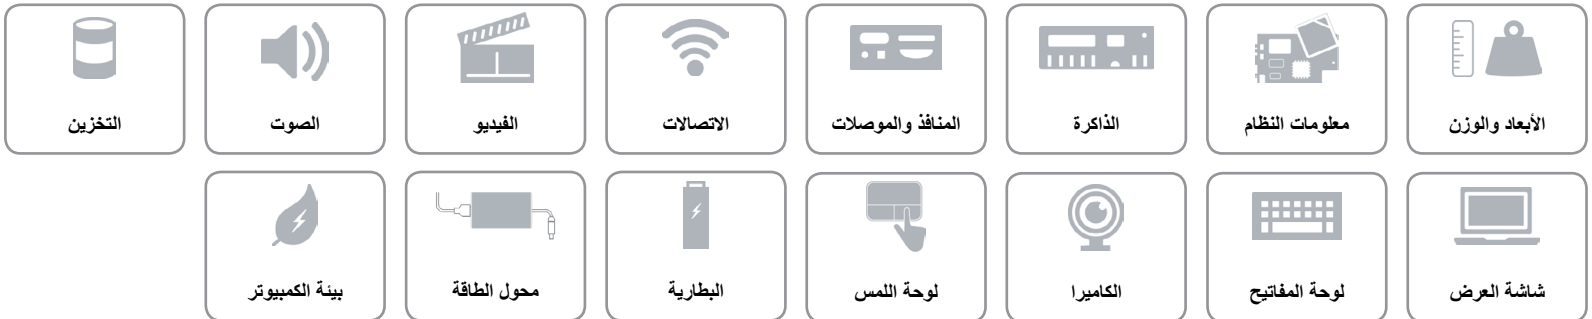 الأبعاد والوزن
معلومات النظام
الذاكرة
المنافذ والموصلات
الاتصالات
الفيديو
الصوت
التخزين
شاشة العرض
لوحة المفاتيح
الكاميرا
لوحة اللمس
البطارية
محول الطاقة
بيئة الكمبيوتر